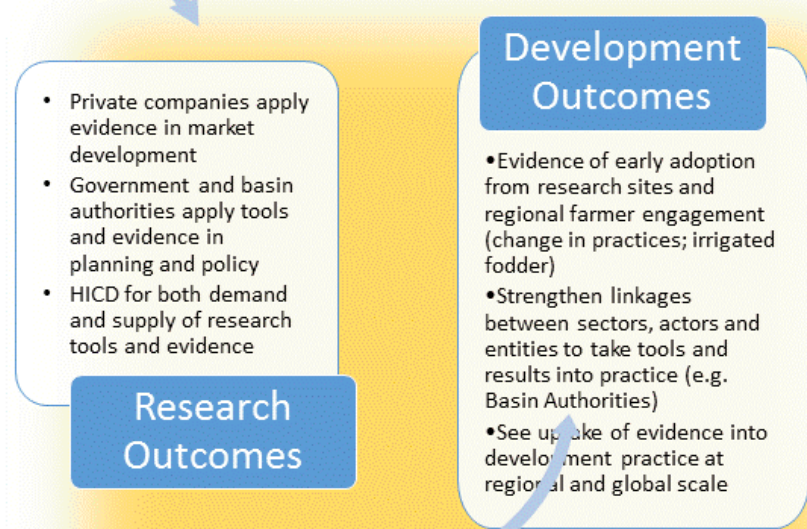 • Private companies apply
evidence in market
development
• Government and basin
authorities apply tools
and evidence in
planning and policy
• HICD for both demand
and supply of research
tools and evidence
Research
Outcomes
Development
Outcomes
•Evidence of early adoption
from research sites and
regional farmer engagement
(change in practices; irrigated
fodder)
•Strengthen linkages
between sectors, actors and
entities to take tools and
results into practice (e.g.
Basin Authorities)
•See uptake of evidence into
development practice at
regional and global scale